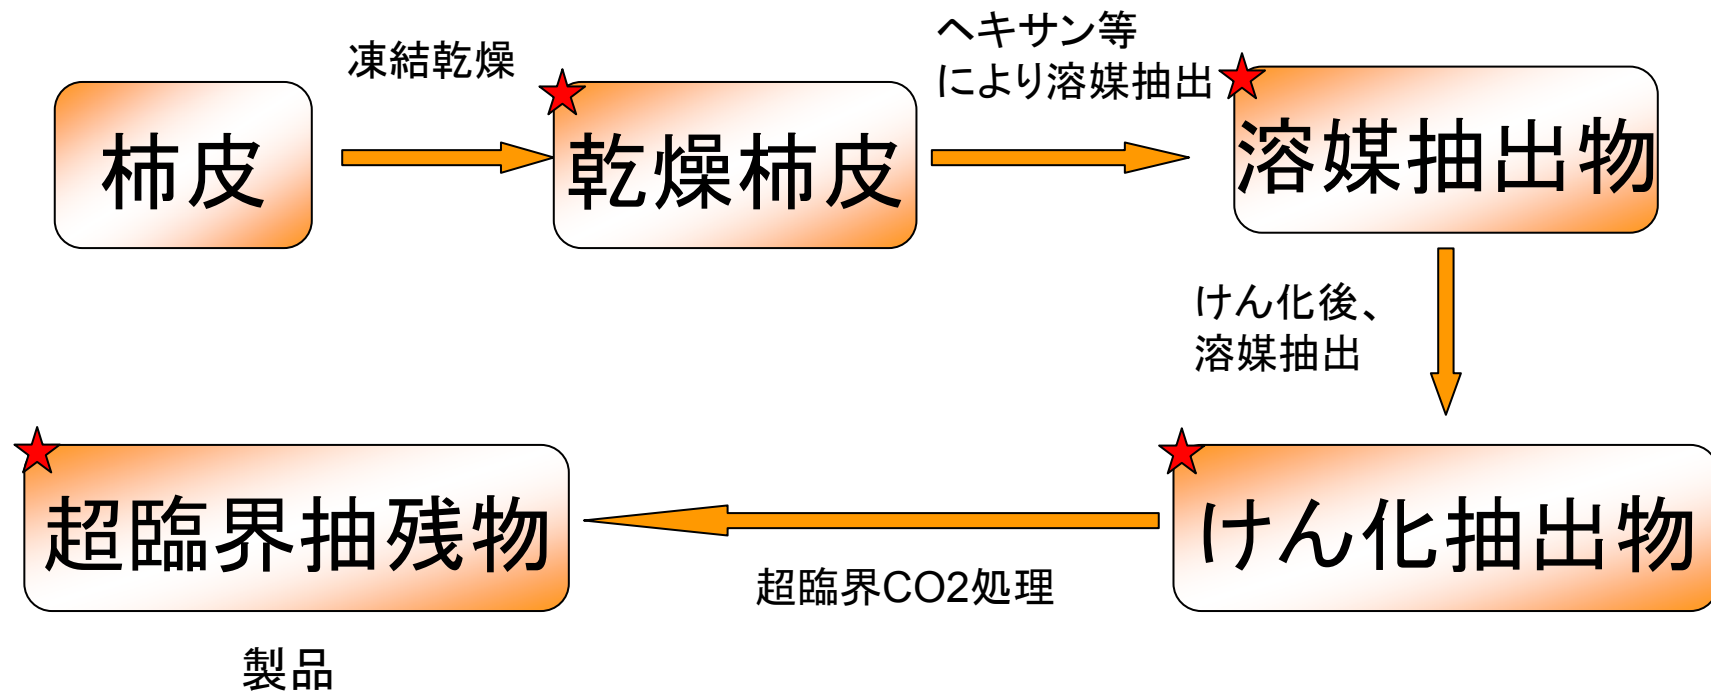 柿皮
凍結乾燥
乾燥柿皮
ヘキサン等
により溶媒抽出
溶媒抽出物
けん化後、
溶媒抽出
けん化抽出物
超臨界CO2処理
超臨界抽残物
製品